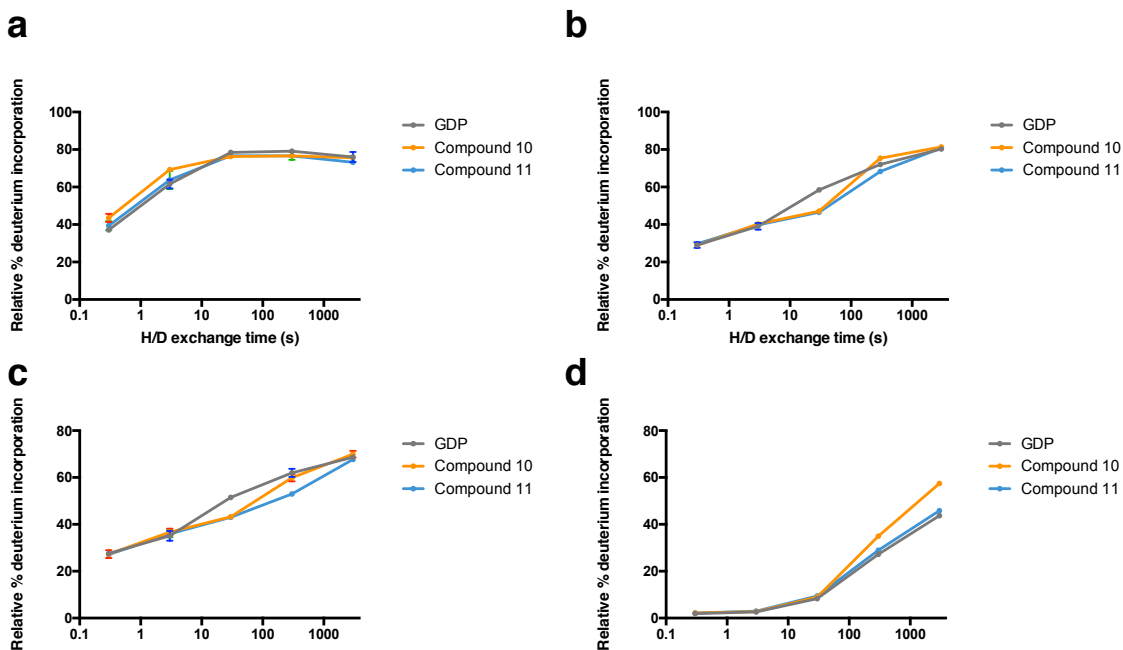 a
Relative % deuterium incorporation
100
80
60
40
20
0
0.1 1 10 100 1000
H/D exchange time (s)
GDP
Compound 10
Compound 11
b
Relative % deuterium incorporation
100
80
60
40
20
0
0.1 1 10 100 1000
H/D exchange time (s)
GDP
Compound 10
Compound 11
c
Relative % deuterium incorporation
80
60
40
20
0
0.1 1 10 100 1000
GDP
Compound 10
Compound 11
d
Relative % deuterium incorporation
80
60
40
20
0
0.1 1 10 100 1000
GDP
Compound 10
Compound 11